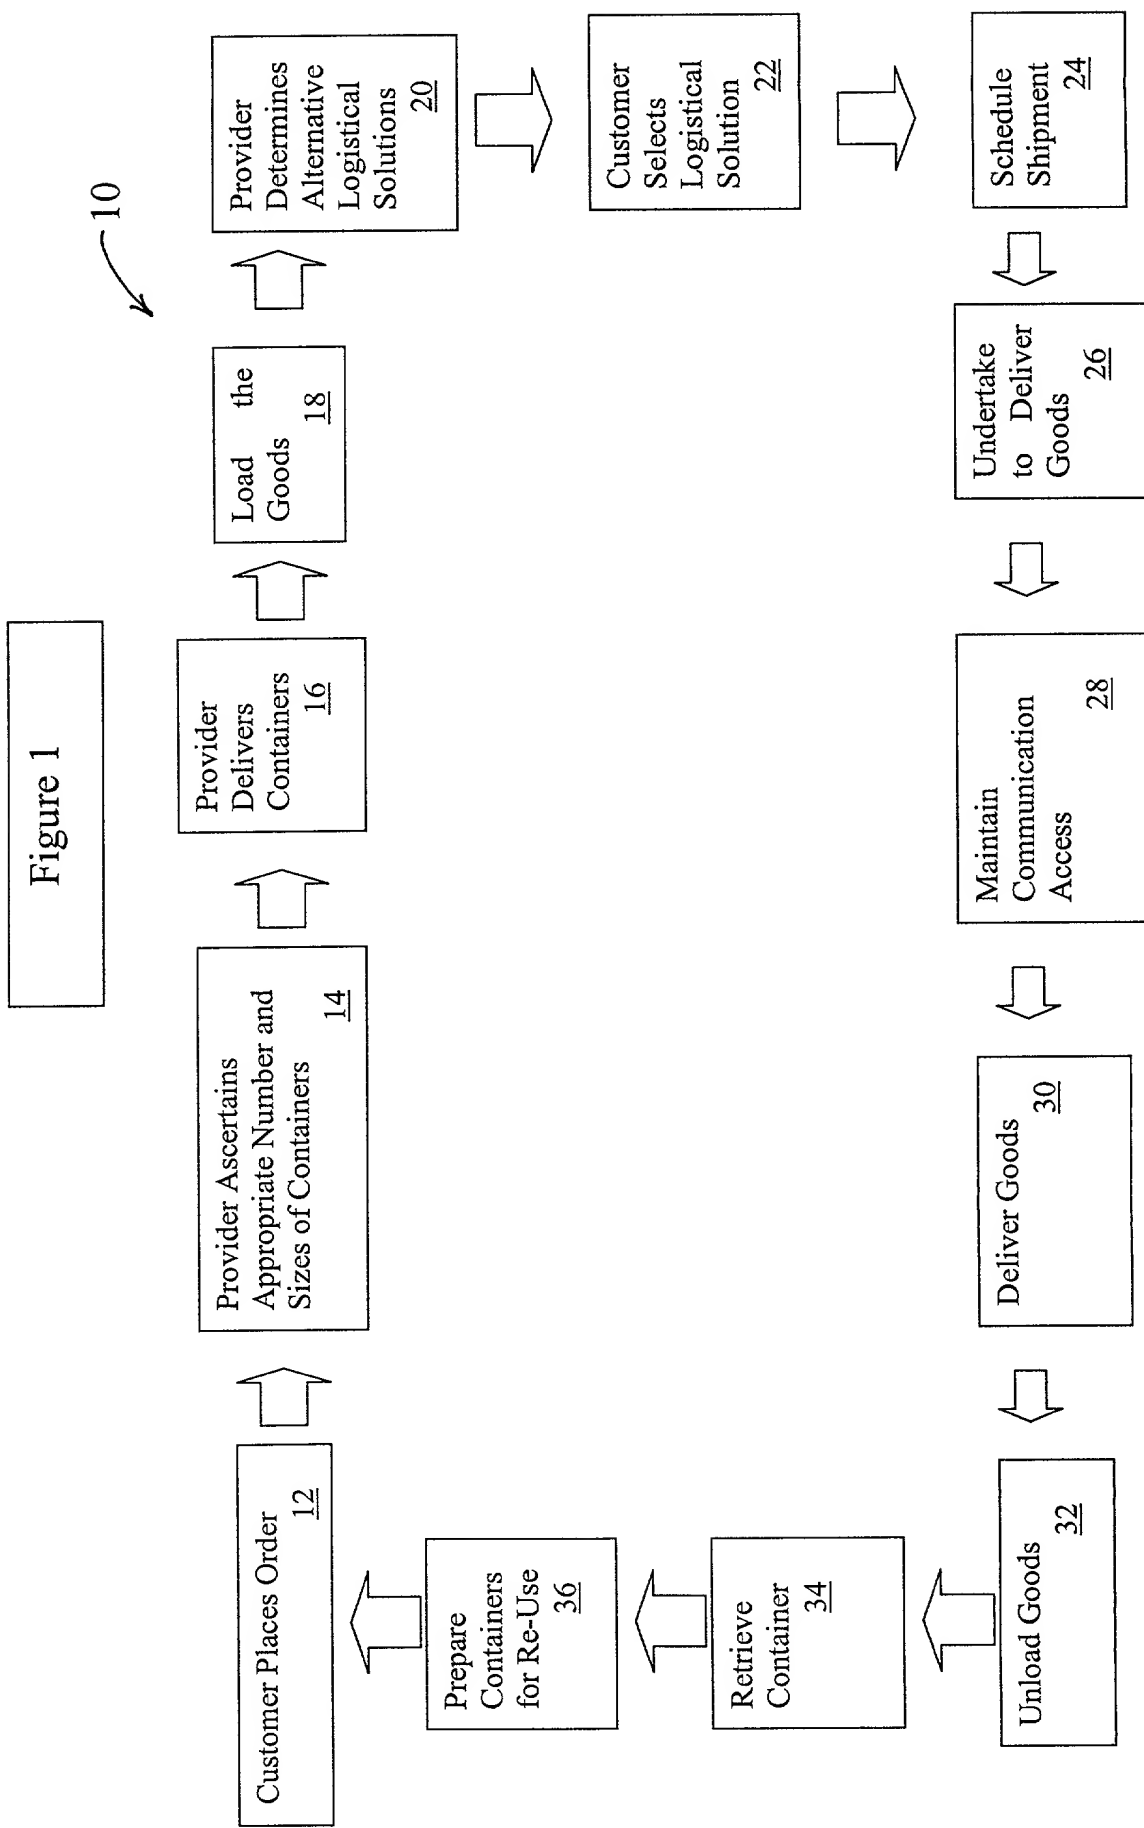 Figure 1
10
Customer Places Order
12
Provider Ascertains
Appropriate Number and
Sizes of Containers
14
Provider
Delivers
Containers
16
Load the
Goods
18
Provider
Determines
Alternative
Logistical
Solutions
20
Customer
Selects
Logistical
Solution
22
Schedule
Shipment
24
Undertake
to Deliver
Goods
26
Maintain
Communication
Access
28
Deliver Goods
30
Unload Goods
32
Retrieve
Container
34
Prepare
Containers
for Re-Use
36